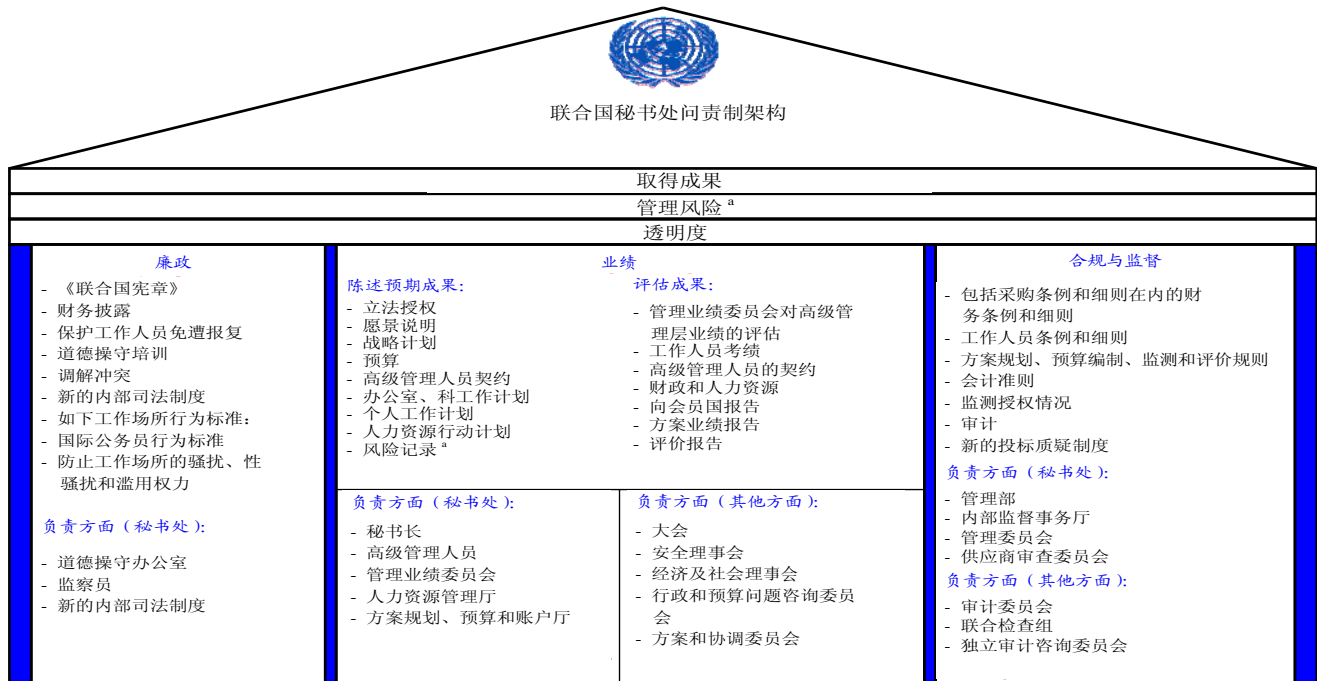 联合国秘书处问责制架构
取得成果
管理风险 a
透明度
廉政
- 《联合国宪章》
- 财务披露
- 保护工作人员免遭报复
- 道德操守培训
- 调解冲突
- 新的内部司法制度
- 如下工作场所行为标准:
- 国际公务员行为标准
- 防止工作场所的骚扰、性
骚扰和滥用权力
负责方面（秘书处）:
- 道德操守办公室
- 监察员
- 新的内部司法制度
业绩
陈述预期成果:
- 立法授权
- 愿景说明
- 战略计划
- 预算
- 高级管理人员契约
- 办公室、科工作计划
- 个人工作计划
- 人力资源行动计划
- 风险记录 a
评估成果:
- 管理业绩委员会对高级管
理层业绩的评估
- 工作人员考绩
- 高级管理人员的契约
- 财政和人力资源
- 向会员国报告
- 方案业绩报告
- 评价报告
负责方面（秘书处）:
- 秘书长
- 高级管理人员
- 管理业绩委员会
- 人力资源管理厅
- 方案规划、预算和账户厅
负责方面（其他方面）:
- 大会
- 安全理事会
- 经济及社会理事会
- 行政和预算问题咨询委员
会
- 方案和协调委员会
合规与监督
- 包括采购条例和细则在内的财
务条例和细则
- 工作人员条例和细则
- 方案规划、预算编制、监测和评价规则
- 会计准则
- 监测授权情况
- 审计
- 新的投标质疑制度
负责方面（秘书处）:
- 管理部
- 内部监督事务厅
- 管理委员会
- 供应商审查委员会
负责方面（其他方面）:
- 审计委员会
- 联合检查组
- 独立审计咨询委员会